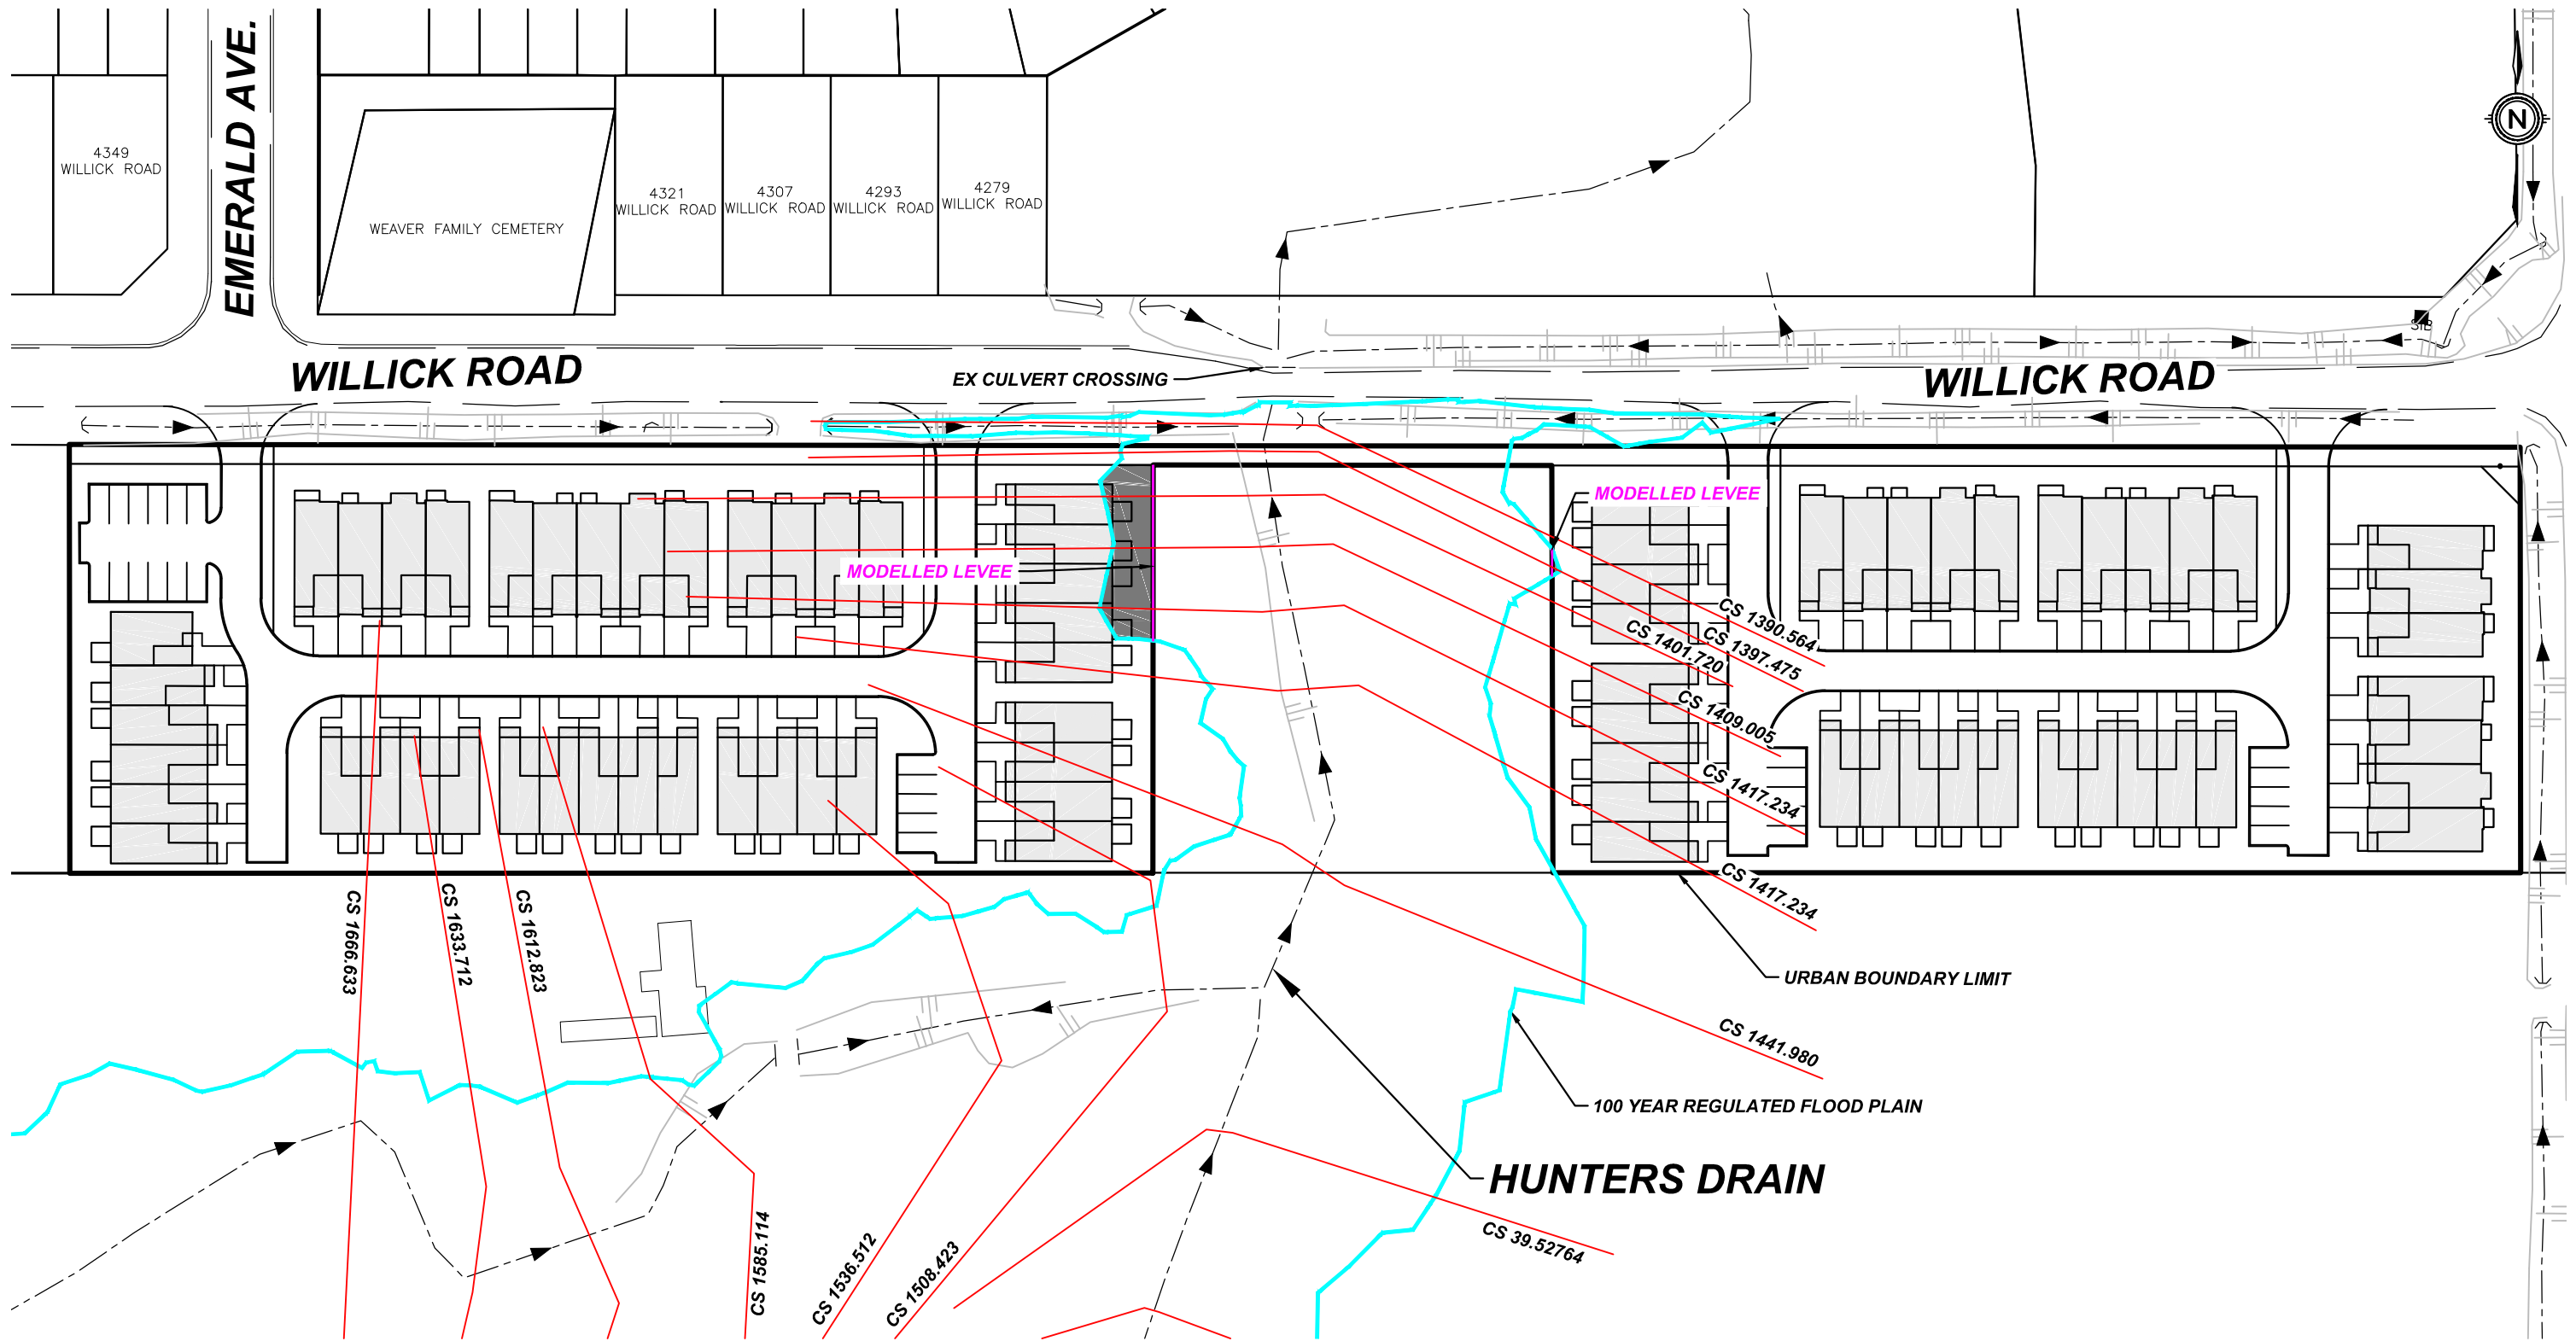 EMERALD AVE.
4349
WILLICK ROAD
WEAVER FAMILY CEMETERY
4321
WILLICK ROAD
4307
WILLICK ROAD
4293
WILLICK ROAD
4279
WILLICK ROAD
N
SIB
WILLICK ROAD
EX CULVERT CROSSING
WILLICK ROAD
MODELLED LEVEE
MODELLED LEVEE
CS 1390.564
CS 1397.475
CS 1401.720
CS 1409.005
CS 1417.234
CS 1417.234
CS 1666.633
CS 1633.712
CS 1612.823
URBAN BOUNDARY LIMIT
CS 1441.980
100 YEAR REGULATED FLOOD PLAIN
HUNTERS DRAIN
CS 1585.114
CS 1536.512
CS 1508.423
CS 39.52764